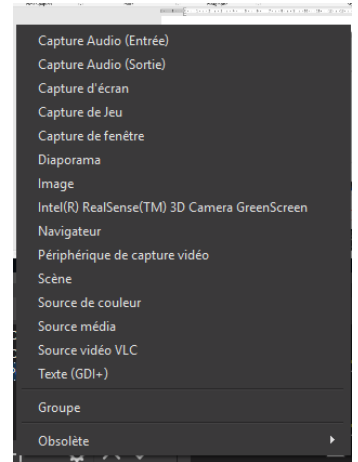 Capture Audio (Entrée)
Capture Audio (Sortie)
Capture d'écran
Capture de Jeu
Capture de fenêtre
Diaporama
Image
Intel(R) RealSense(TM) 3D Camera GreenScreen
Navigateur
Périphérique de capture vidéo
Scène
Source de couleur
Source média
Source vidéo VLC
Texte (GDI+)
Groupe
Obsolète